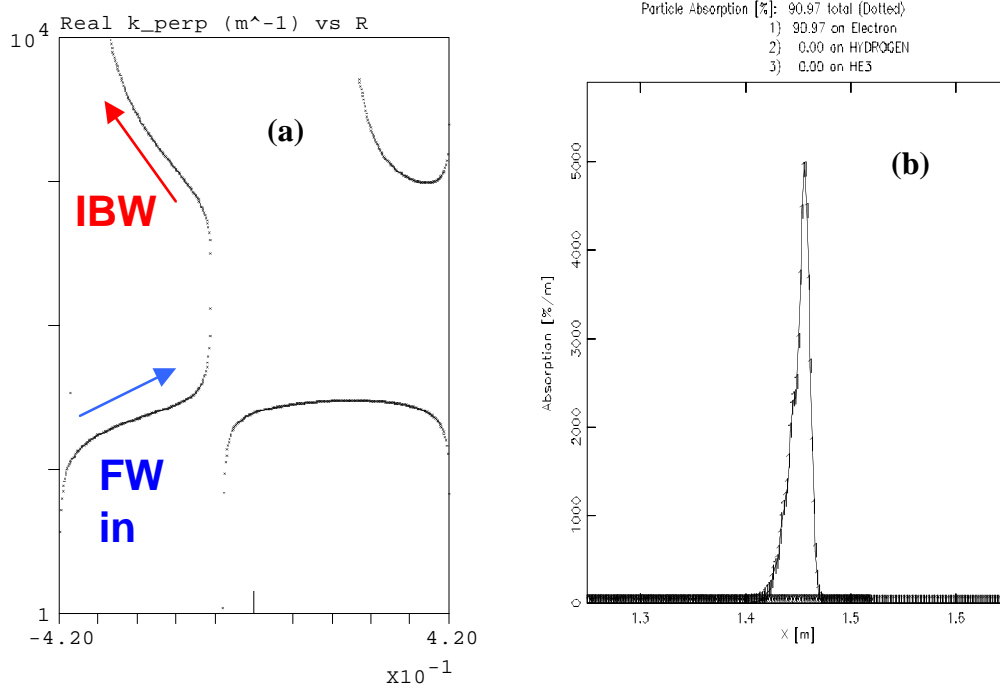 Real k_perp (m^-1) vs R
10^4
(a)
IBW
FW
in
1
-4.20
4.20
X10^-1
Particle Absorption [%]: 90.97 total (Dotted)
1) 90.97 on Electron
2) 0.00 on HYDROGEN
3) 0.00 on HE3
(b)
Absorption [%/m]
5000
4000
3000
2000
1000
0
1.3
1.4
1.5
1.6
X [m]